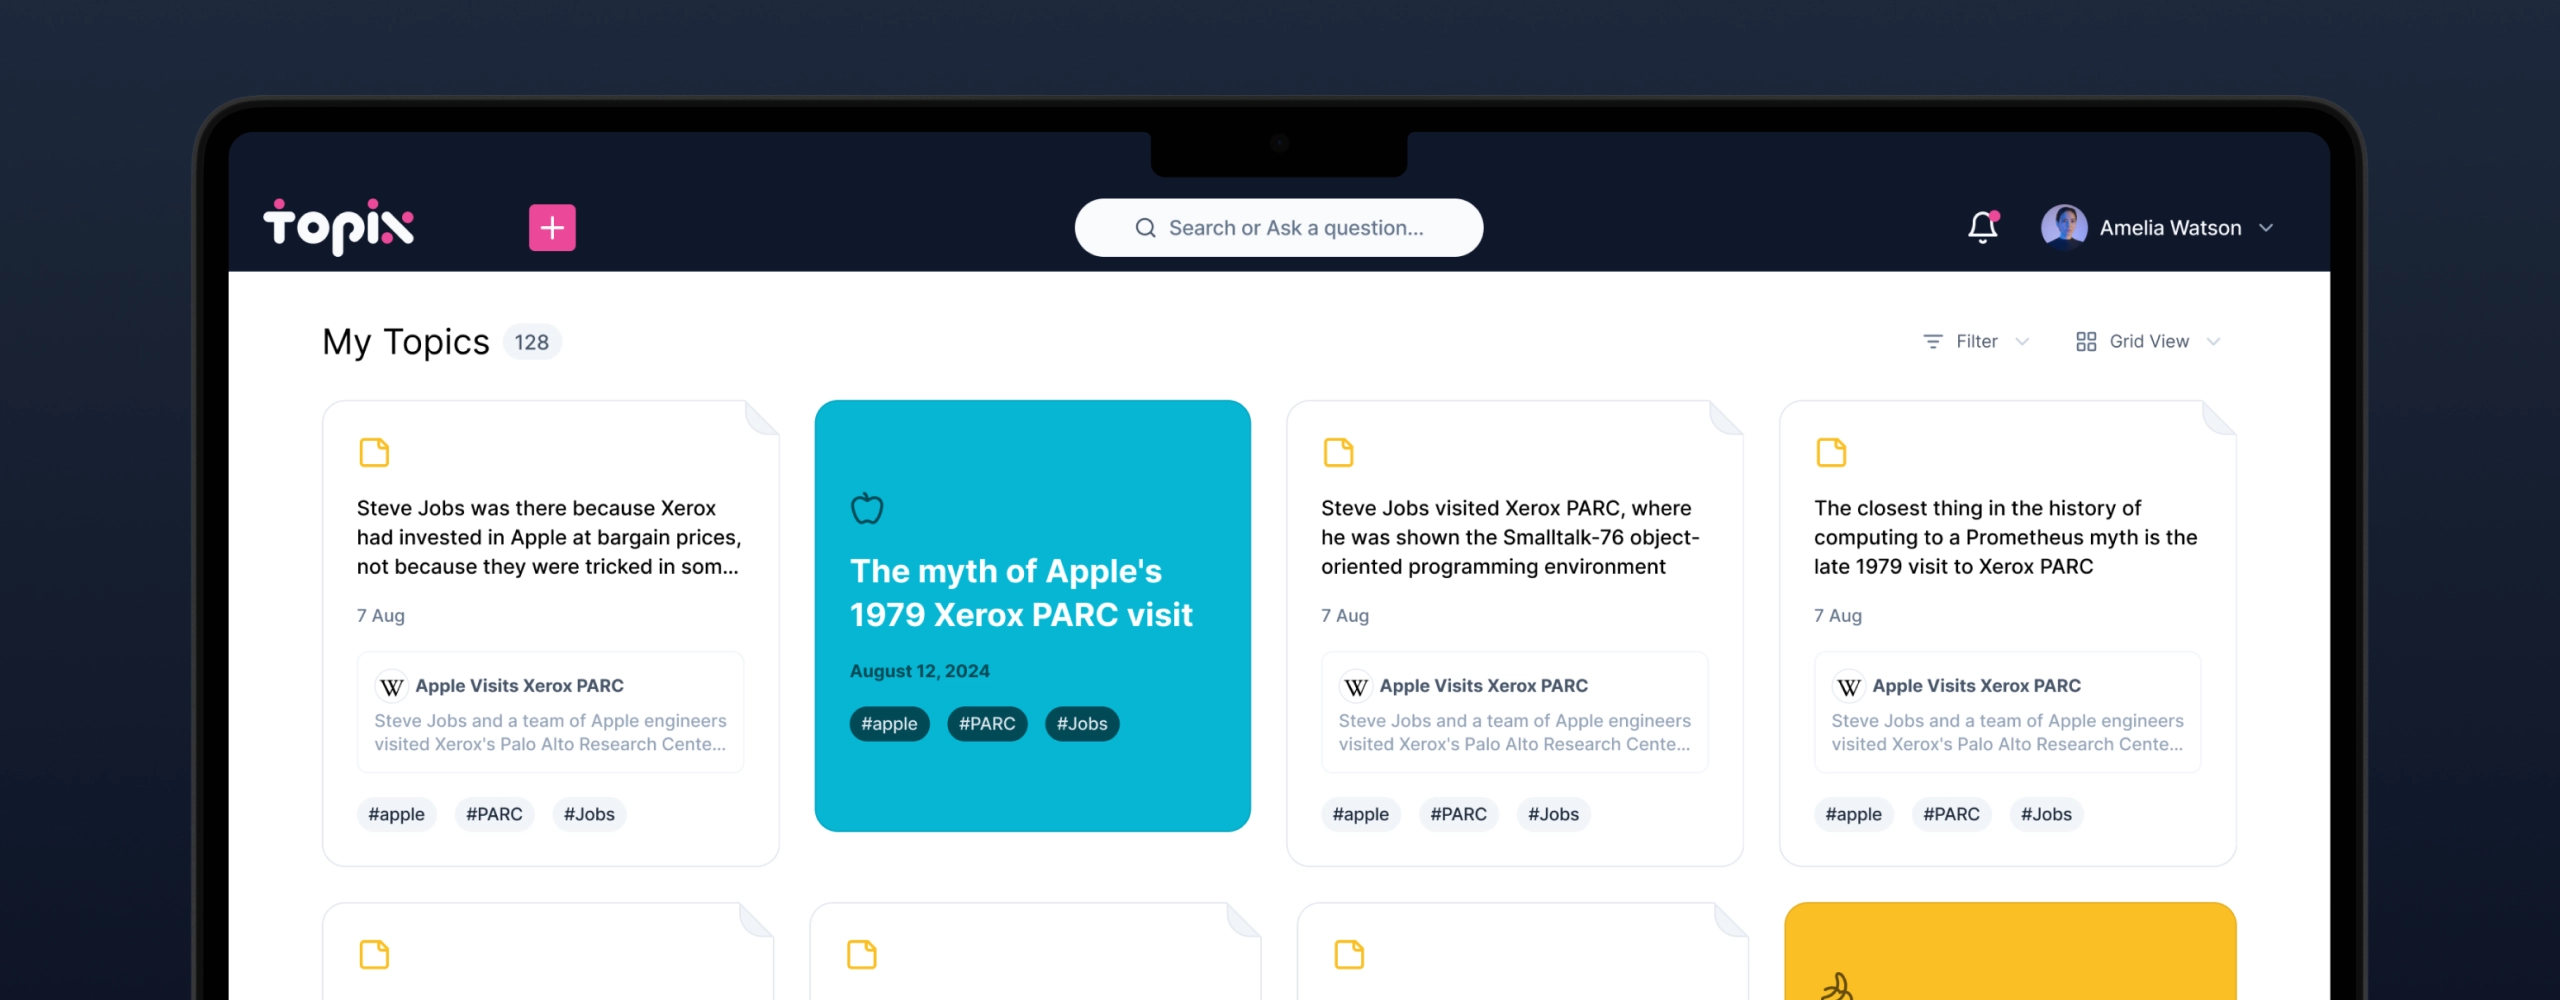 Topix
Search or Ask a question...
Amelia Watson
My Topics 128
Filter
Grid View
Steve Jobs was there because Xerox
had invested in Apple at bargain prices,
not because they were tricked in som...
7 Aug
Apple Visits Xerox PARC
Steve Jobs and a team of Apple engineers
visited Xerox's Palo Alto Research Cente...
#apple #PARC #Jobs
The myth of Apple's
1979 Xerox PARC visit
August 12, 2024
#apple #PARC #Jobs
Steve Jobs visited Xerox PARC, where
he was shown the Smalltalk-76 object-
oriented programming environment
7 Aug
Apple Visits Xerox PARC
Steve Jobs and a team of Apple engineers
visited Xerox's Palo Alto Research Cente...
#apple #PARC #Jobs
The closest thing in the history of
computing to a Prometheus myth is the
late 1979 visit to Xerox PARC
7 Aug
Apple Visits Xerox PARC
Steve Jobs and a team of Apple engineers
visited Xerox's Palo Alto Research Cente...
#apple #PARC #Jobs